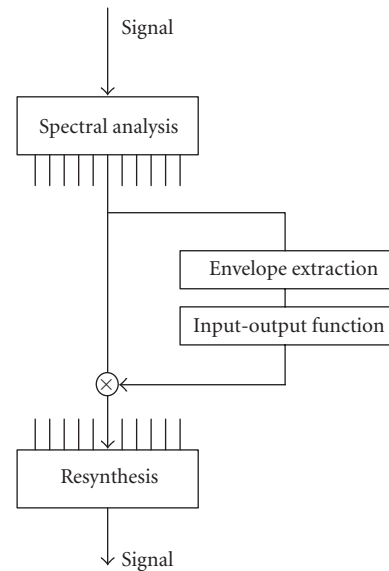 Signal
Spectral analysis
Envelope extraction
Input-output function
Resynthesis
Signal